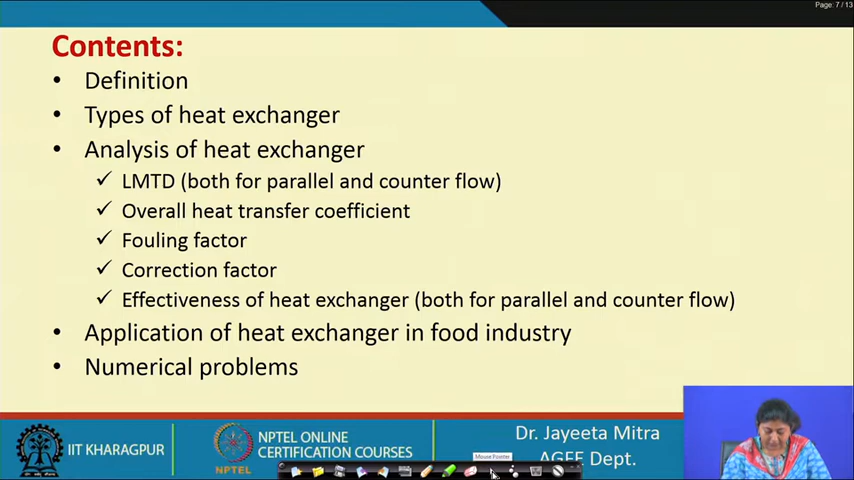 Page: 7 / 13
Contents:
• Definition
• Types of heat exchanger
• Analysis of heat exchanger
✓ LMTD (both for parallel and counter flow)
✓ Overall heat transfer coefficient
✓ Fouling factor
✓ Correction factor
✓ Effectiveness of heat exchanger (both for parallel and counter flow)
• Application of heat exchanger in food industry
• Numerical problems
IIT KHARAGPUR
NPTEL
NPTEL ONLINE
CERTIFICATION COURSES
Dr. Jayeeta Mitra
AGFE Dept.
Mouse Pointer